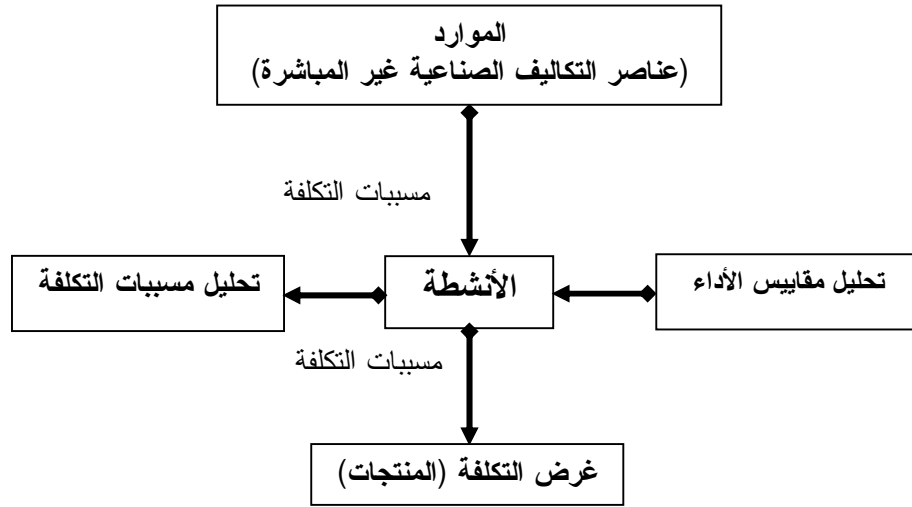 الموارد
(عناصر التكاليف الصناعية غير المباشرة)
مسببات التكلفة
تحليل مقاييس الأداء
الأنشطة
تحليل مسببات التكلفة
مسببات التكلفة
غرض التكلفة (المنتجات)